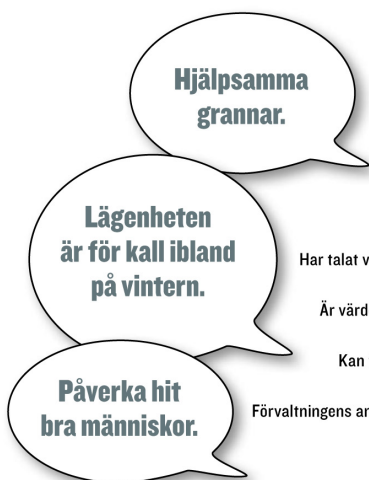 Hjälpsamma
grannar.
Lägenheten
är för kall ibland
på vintern.
Har talat
Är värd
Kan
Förvaltningens
Påverka hit
bra människor.